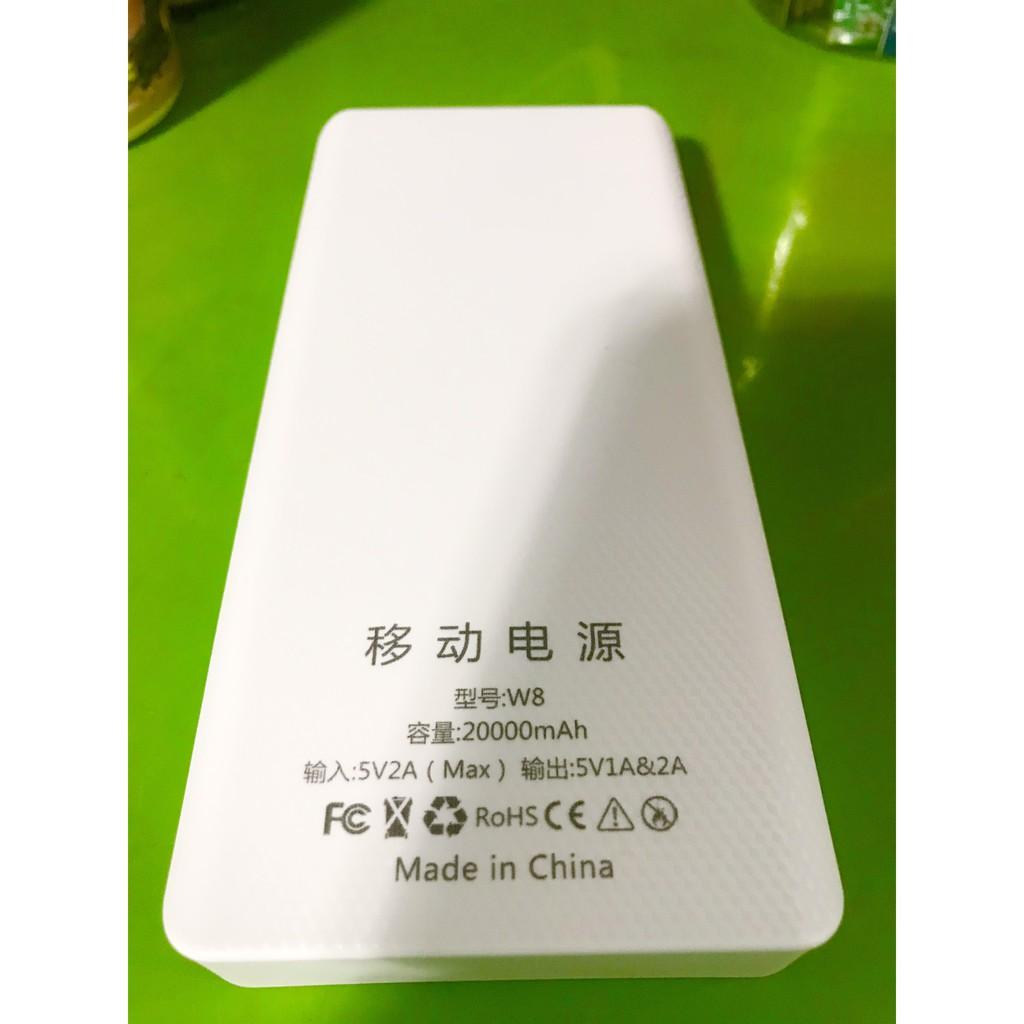 移动电源
型号:W8
容量:20000mAh
输入:5V2A(Max) 输出:5V1A&2A
FC RoHS CE
Made in China